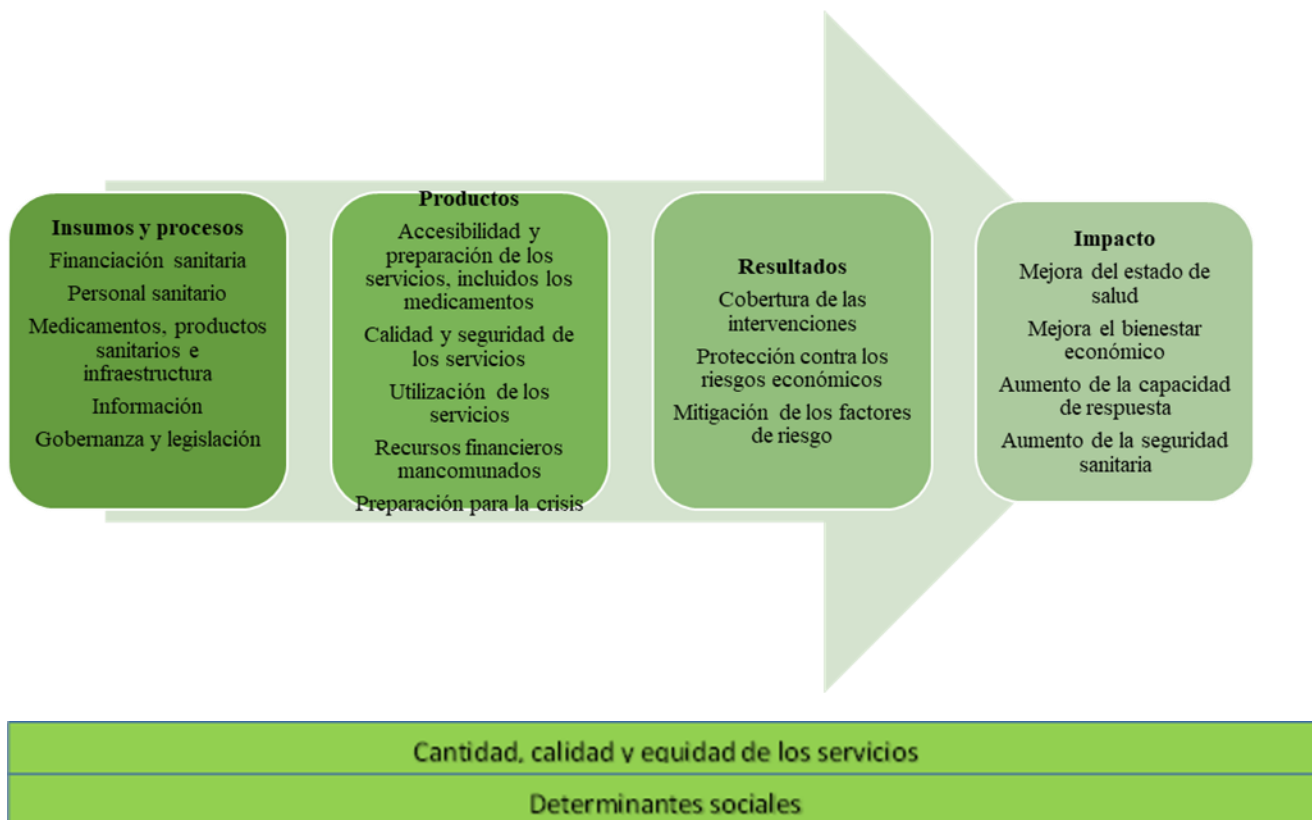 Insumos y procesos
Financiación sanitaria
Personal sanitario
Medicamentos, productos
sanitarios e
infraestructura
Información
Gobernanza y legislación
Productos
Accesibilidad y
preparación de los
servicios, incluidos los
medicamentos
Calidad y seguridad de
los servicios
Utilización de los
servicios
Recursos financieros
mancomunados
Preparación para la crisis
Resultados
Cobertura de las
intervenciones
Protección contra los
riesgos económicos
Mitigación de los factores
de riesgo
Impacto
Mejora del estado de
salud
Mejora el bienestar
económico
Aumento de la capacidad
de respuesta
Aumento de la seguridad
sanitaria
Cantidad, calidad y equidad de los servicios
Determinantes sociales